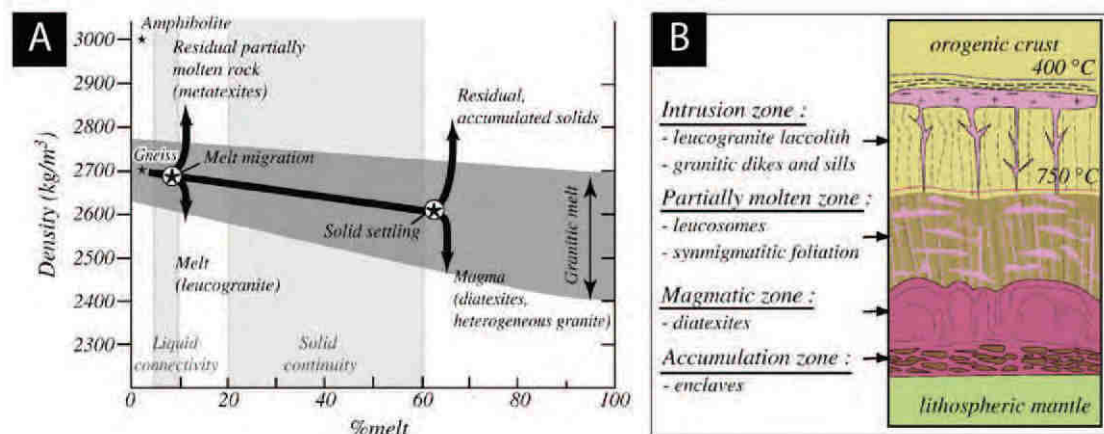 A
Density (kg/m³)
3000
2900
2800
2700
2600
2500
2400
2300
Amphibolite
Residual partially
molten rock
(metatexites)
Gneiss
Melt migration
Residual,
accumulated solids
Solid settling
Granitic melt
Melt
(leucogranite)
Magma
(diatexites,
heterogeneous granite)
Liquid
connectivity
Solid
continuity
0
20
40
60
80
100
%melt
B
orogenic crust
400 °C
Intrusion zone :
- leucogranite laccolith
- granitic dikes and sills
750 °C
Partially molten zone :
- leucosomes
- synmigmatitic foliation
Magmatic zone :
- diatexites
Accumulation zone :
- enclaves
lithospheric mantle